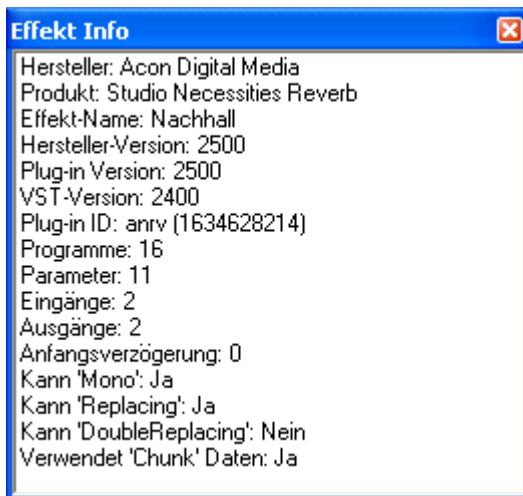 Effekt Info
Hersteller: Acon Digital Media
Produkt: Studio Necessities Reverb
Effekt-Name: Nachhall
Hersteller-Version: 2500
Plug-in Version: 2500
VST-Version: 2400
Plug-in ID: anrv (1634628214)
Programme: 16
Parameter: 11
Eingänge: 2
Ausgänge: 2
Anfangsverzögerung: 0
Kann 'Mono': Ja
Kann 'Replacing': Ja
Kann 'DoubleReplacing': Nein
Verwendet 'Chunk' Daten: Ja